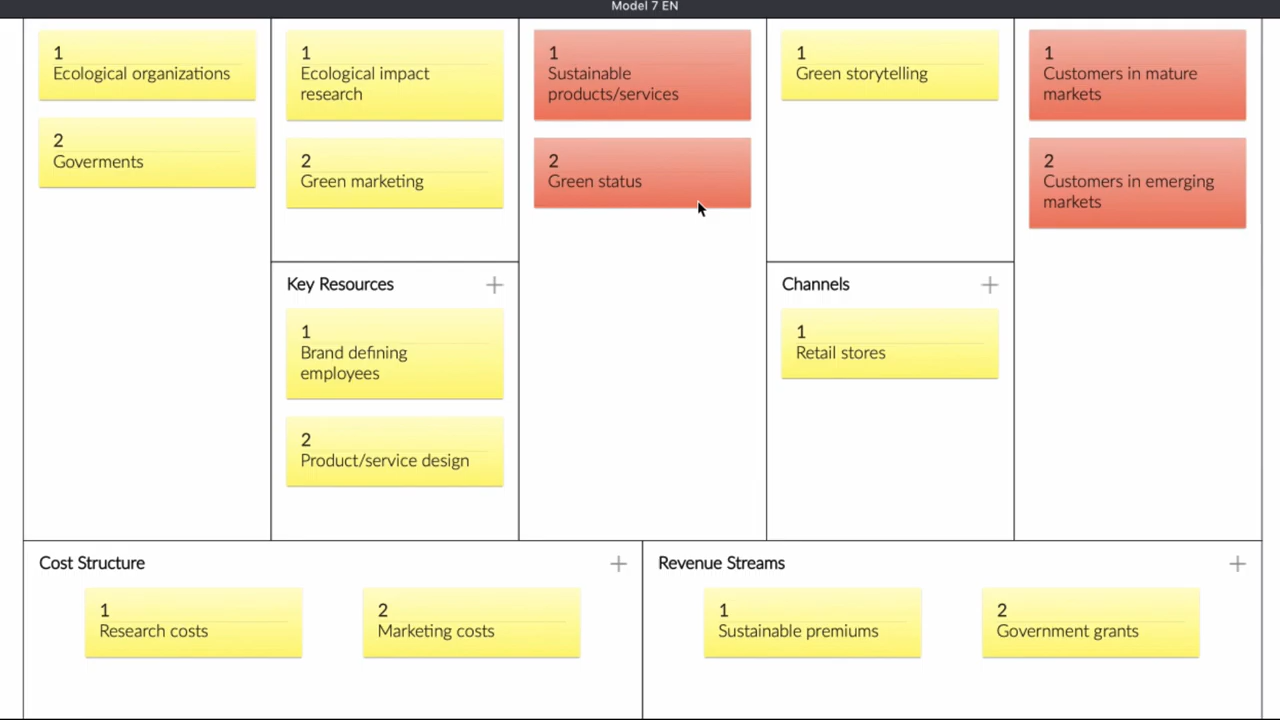 Model 7 EN
1
Ecological organizations
2
Goverments
1
Ecological impact
research
2
Green marketing
Key Resources
1
Brand defining
employees
2
Product/service design
1
Sustainable
products/services
2
Green status
1
Green storytelling
Channels
1
Retail stores
1
Customers in mature
markets
2
Customers in emerging
markets
Cost Structure
1
Research costs
2
Marketing costs
Revenue Streams
1
Sustainable premiums
2
Government grants